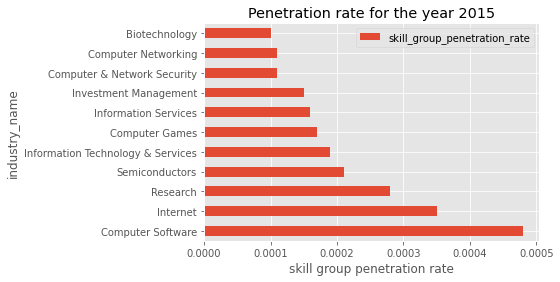 Penetration rate for the year 2015
skill_group_penetration_rate
industry_name
Biotechnology
Computer Networking
Computer & Network Security
Investment Management
Information Services
Computer Games
Information Technology & Services
Semiconductors
Research
Internet
Computer Software
0.0000 0.0001 0.0002 0.0003 0.0004 0.0005
skill group penetration rate